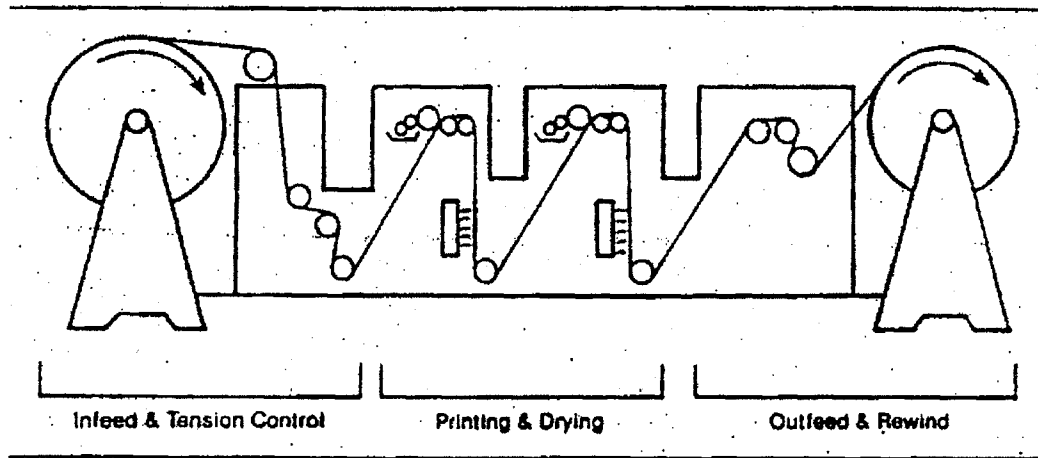 Infeed & Tension Control
Printing & Drying
Outfeed & Rewind